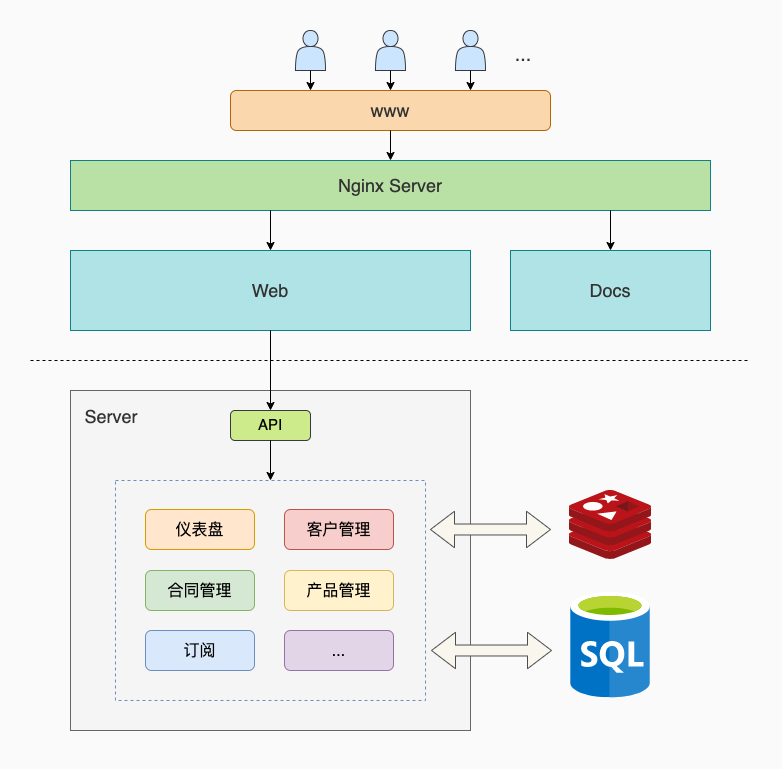 ...
www
Nginx Server
Web
Docs
Server
API
仪表盘
客户管理
合同管理
产品管理
订阅
...
SQL